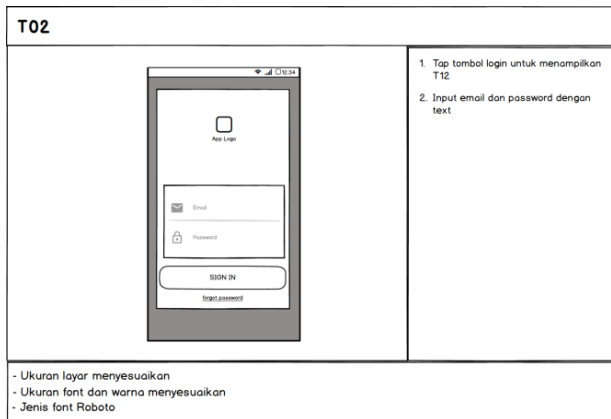 T02
12:34
App Logo
Email
Password
SIGN IN
forgot password
1. Tap tombol login untuk menampilkan
T12
2. Input email dan password dengan
text
- Ukuran layar menyesuaikan
- Ukuran font dan warna menyesuaikan
- Jenis font Roboto